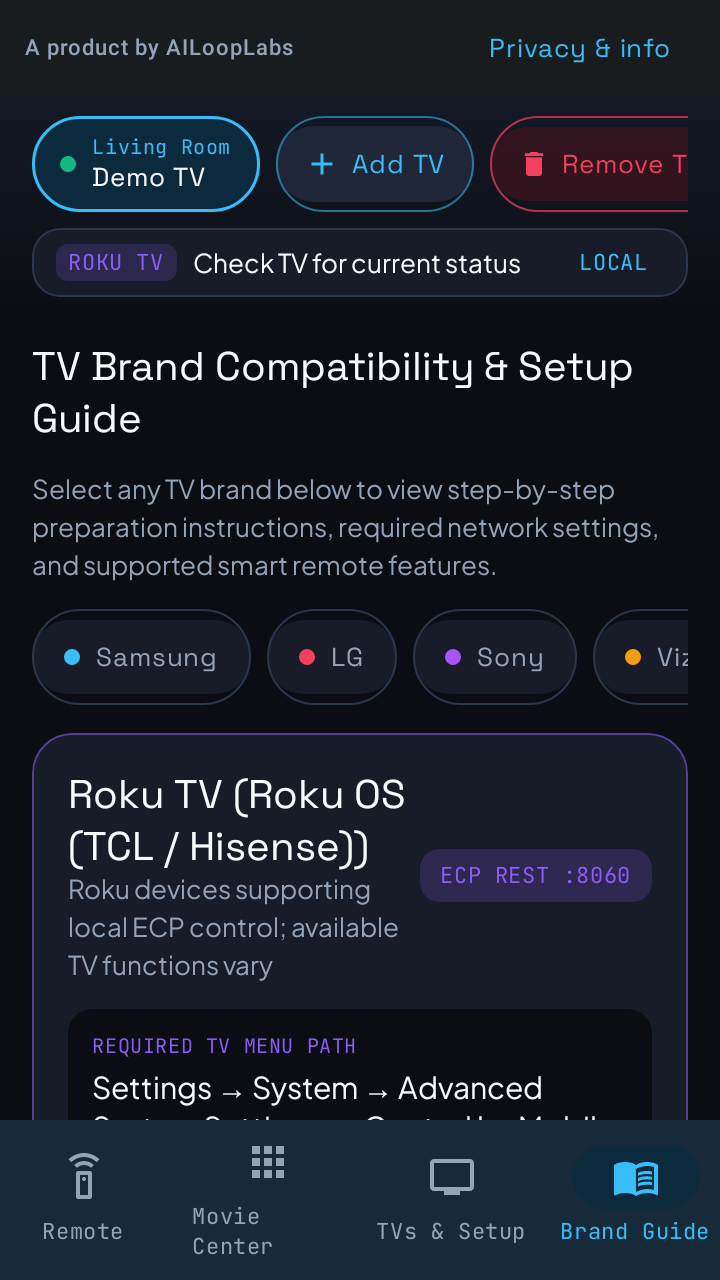 A product by AILoopLabs
Privacy & info
Living Room
Demo TV
Add TV
Remove T
ROKU TV
Check TV for current status
LOCAL
TV Brand Compatibility & Setup
Guide
Select any TV brand below to view step-by-step
preparation instructions, required network settings,
and supported smart remote features.
Samsung
LG
Sony
Viz
Roku TV (Roku OS
(TCL / Hisense))
ECP REST :8060
Roku devices supporting
local ECP control; available
TV functions vary
REQUIRED TV MENU PATH
Settings → System → Advanced
Remote
Movie
Center
TVs & Setup
Brand Guide